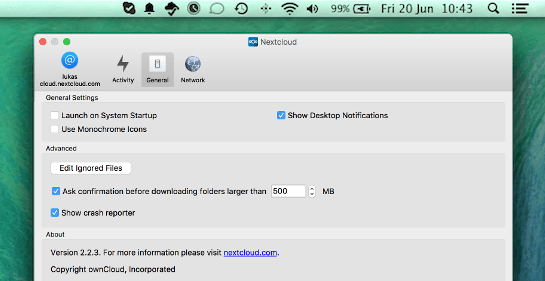 99% Fri 20 Jun 10:43
Nextcloud
lukas
cloud.nextcloud.com
Activity
General
Network
General Settings
Launch on System Startup
Show Desktop Notifications
Use Monochrome Icons
Advanced
Edit Ignored Files
Ask confirmation before downloading folders larger than 500 MB
Show crash reporter
About
Version 2.2.3. For more information please visit nextcloud.com.
Copyright ownCloud, Incorporated